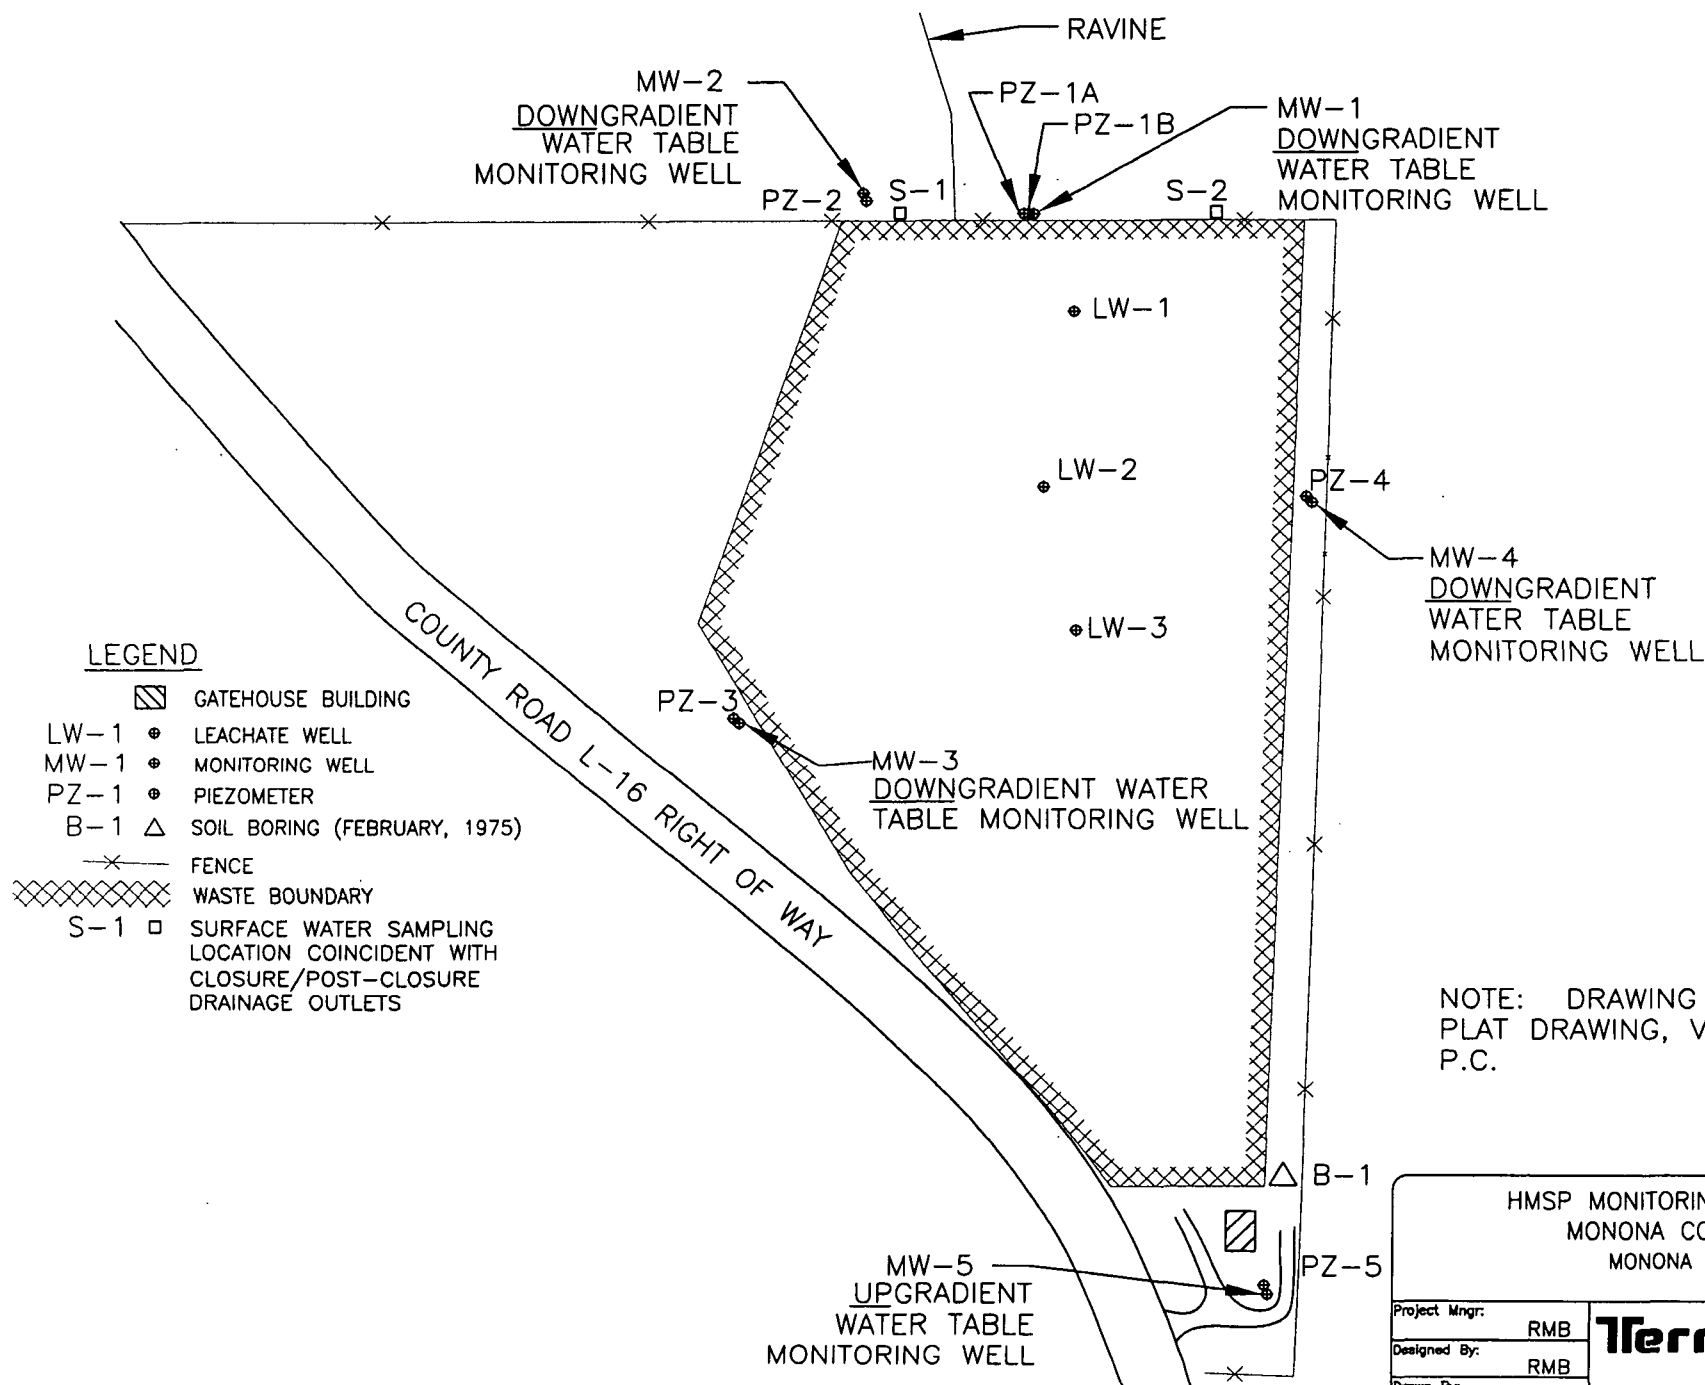 RAVINE
MW-2
DOWNGRADIENT
WATER TABLE
MONITORING WELL
PZ-1A
PZ-1B
MW-1
DOWNGRADIENT
WATER TABLE
MONITORING WELL
PZ-2
S-1
S-2
LW-1
LW-2
PZ-4
MW-4
DOWNGRADIENT
WATER TABLE
MONITORING WELL
LW-3
COUNTY ROAD L-16 RIGHT OF WAY
PZ-3
MW-3
DOWNGRADIENT WATER
TABLE MONITORING WELL
LEGEND
GATEHOUSE BUILDING
LW-1 LEACHATE WELL
MW-1 MONITORING WELL
PZ-1 PIEZOMETER
B-1 SOIL BORING (FEBRUARY, 1975)
FENCE
WASTE BOUNDARY
S-1 SURFACE WATER SAMPLING
LOCATION COINCIDENT WITH
CLOSURE/POST-CLOSURE
DRAINAGE OUTLETS
NOTE: DRAWING
PLAT DRAWING, V
P.C.
B-1
MW-5
UPGRADIENT
WATER TABLE
MONITORING WELL
PZ-5
HMSP MONITORIN
MONONA CO
MONONA
Project Mngr:
RMB
Designed By:
RMB
Terr